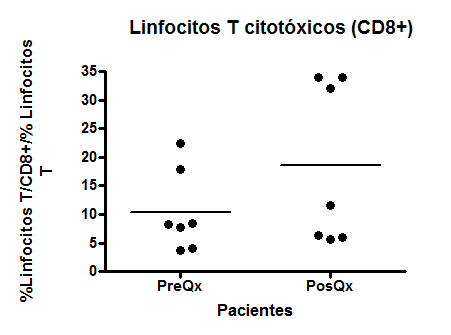 Linfocitos T citotóxicos (CD8+)
%Linfocitos T/CD8+/% Linfocitos
T
35
30
25
20
15
10
5
0
PreQx PosQx
Pacientes